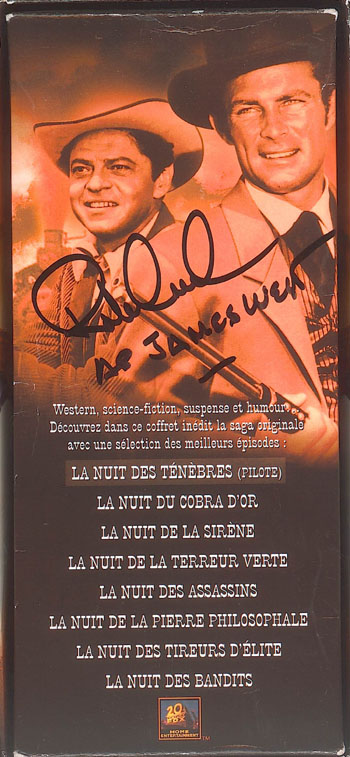 AS JAMES WEST
Western, science-fiction, suspense et humour...
Découvrez dans ce coffret inédit la saga originale
avec une sélection des meilleurs épisodes :
LA NUIT DES TÉNÈBRES (PILOTE)
LA NUIT DU COBRA D'OR
LA NUIT DE LA SIRÈNE
LA NUIT DE LA TERREUR VERTE
LA NUIT DES ASSASSINS
LA NUIT DE LA PIERRE PHILOSOPHALE
LA NUIT DES TIREURS D'ÉLITE
LA NUIT DES BANDITS
20th
FOX
HOME
ENTERTAINMENT
TM